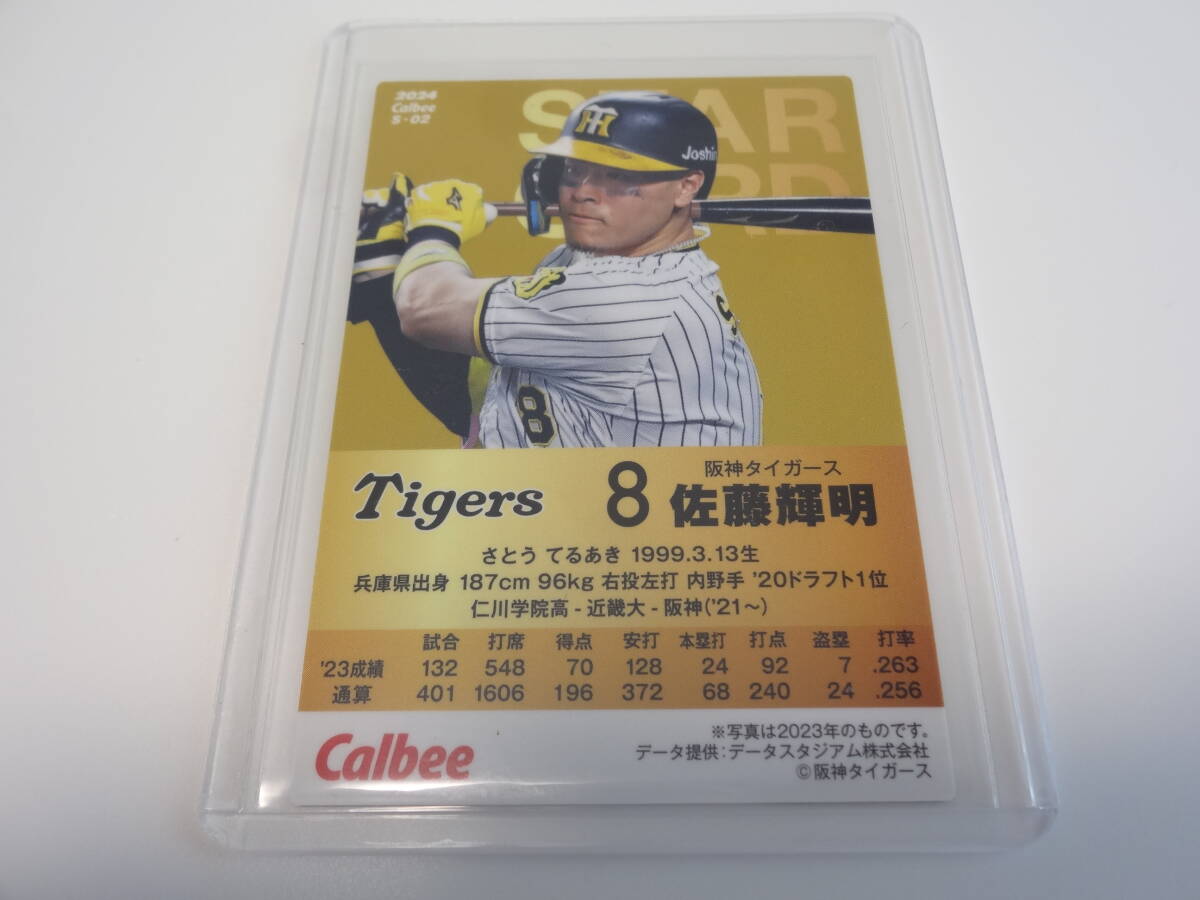 2024
Calbee
S・02
STAR
CARD
TH
Joshin
S
8
Tigers
8
阪神タイガース
佐藤輝明
さとう てるあき 1999.3.13生
兵庫県出身 187cm 96kg 右投左打 内野手 '20ドラフト1位
仁川学院高 - 近畿大 - 阪神('21~)
試合 打席 得点 安打 本塁打 打点 盗塁 打率
'23成績 132 548 70 128 24 92 7 .263
通算 401 1606 196 372 68 240 24 .256
Calbee
※写真は2023年のものです。
データ提供:データスタジアム株式会社
©阪神タイガース